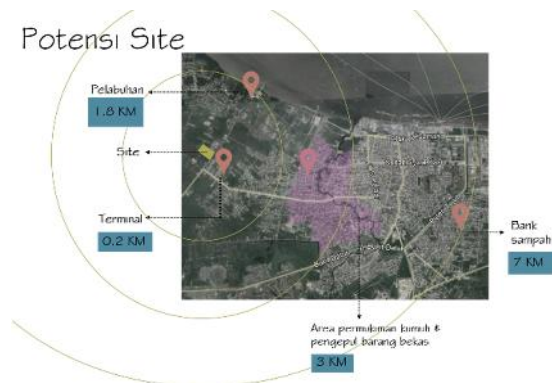 Potensi Site
Pelabuhan
1.8 KM
Site
Terminal
0.2 KM
Bank
sampah
7 KM
Area permukiman kumuh &
pengepul barang bekas
3 KM